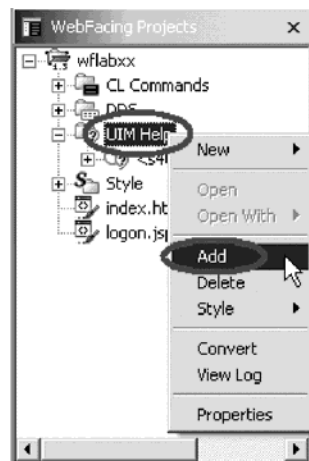 WebFacing Projects
wflabxx
CL Commands
DDS
UIM Help
Style
index.ht
logon.jsp
New
Open
Open With
Add
Delete
Style
Convert
View Log
Properties